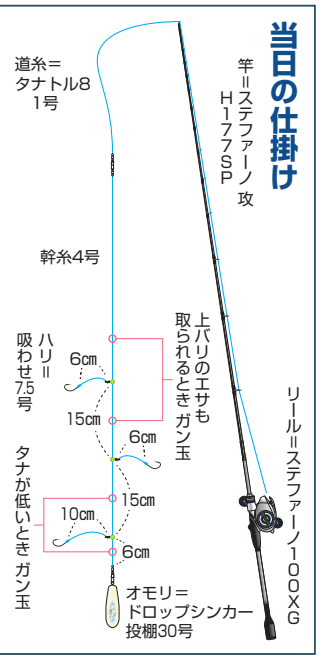 当日の仕掛け
竿=ステファーノ 攻
H177SP
リール=ステファーノ100XG
道糸=
タナトル8
1号
幹糸4号
上バリのエサも
取られるとき ガン玉
ハリ=
吸わせ7.5号
6cm
15cm
6cm
15cm
10cm
6cm
タナが低いとき ガン玉
オモリ=
ドロップシンカー
投棚30号